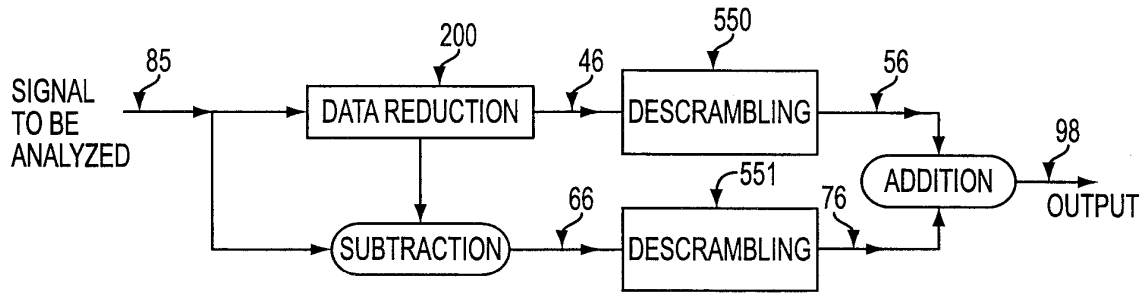 550
200
85
46
56
SIGNAL
TO BE
ANALYZED
DATA REDUCTION
DESCRAMBLING
98
ADDITION
551
OUTPUT
66
76
SUBTRACTION
DESCRAMBLING